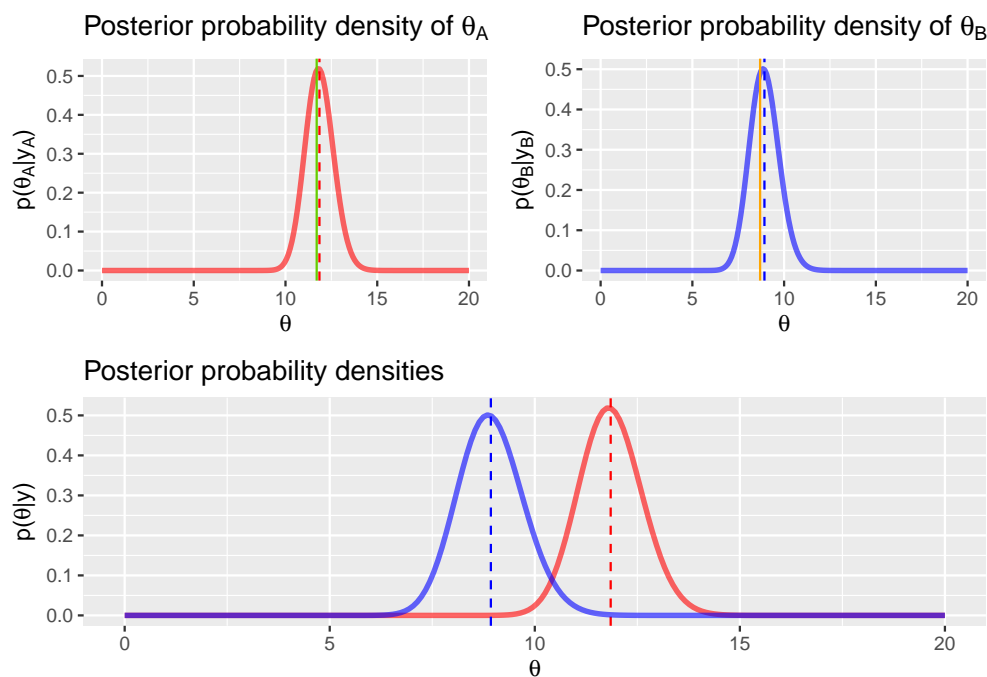 Posterior probability density of θA
0.5
0.4
0.3
0.2
0.1
0.0
p(θA|yA)
0 5 10 15 20
θ
Posterior probability density of θB
0.5
0.4
0.3
0.2
0.1
0.0
p(θB|yB)
0 5 10 15 20
θ
Posterior probability densities
0.5
0.4
0.3
0.2
0.1
0.0
p(θ|y)
0 5 10 15 20
θ